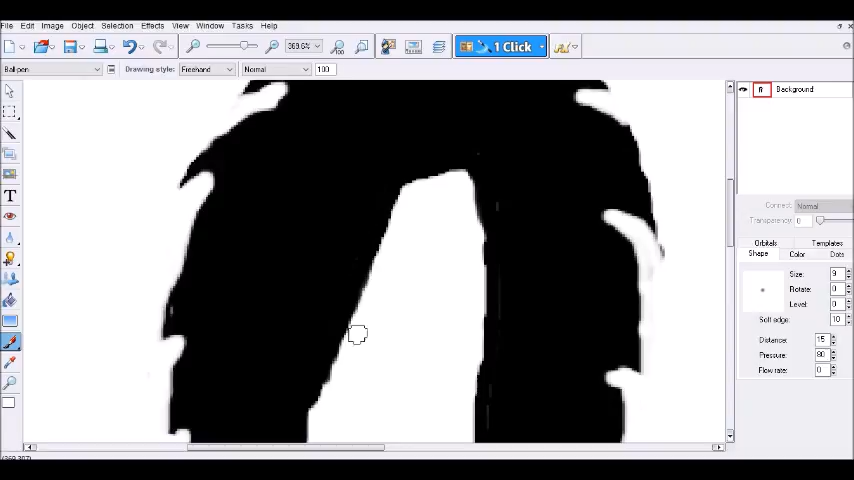 File Edit Image Object Selection Effects View Window Tasks Help
369.6% 100 1 Click
Ball-pen Drawing style: Freehand Normal 100
R Background
T
Connect: Normal
Transparency: 0
Orbitals Templates
Shape Color Dots
Size: 9
Rotate: 0
Level: 0
Soft edge: 10
Distance: 15
Pressure: 80
Flow rate: 0